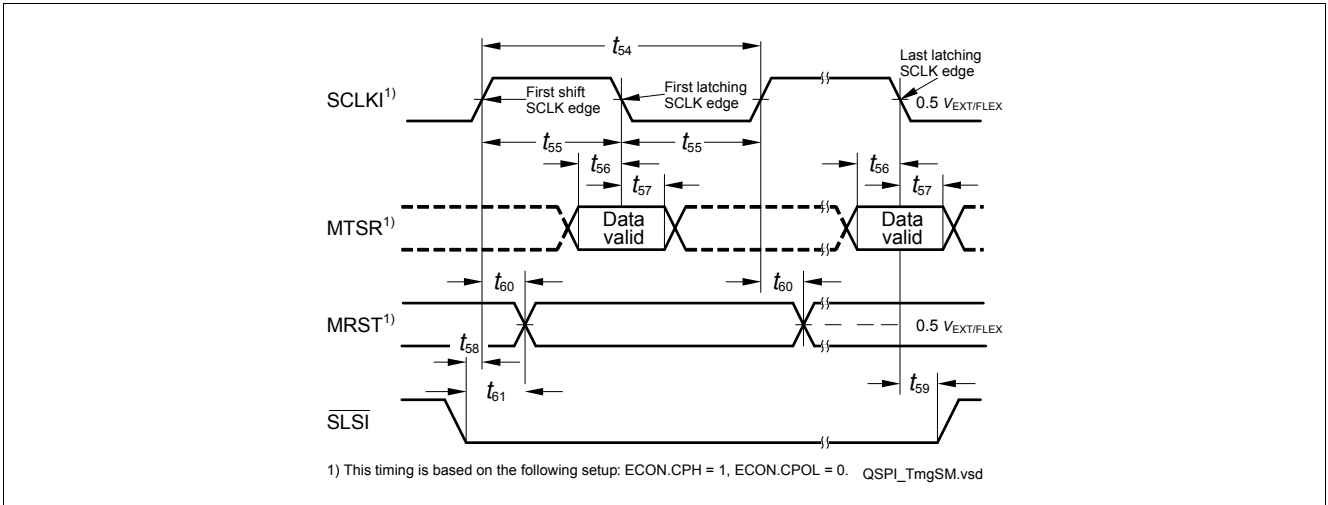 t54
SCLKI1)
First shift
SCLK edge
First latching
SCLK edge
Last latching
SCLK edge
0.5 VEXT/FLEX
t55
t55
t56
t57
t56
t57
MTSR1)
Data
valid
Data
valid
t60
t60
MRST1)
0.5 VEXT/FLEX
t58
t61
t59
SLSI
1) This timing is based on the following setup: ECON.CPH = 1, ECON.CPOL = 0. QSPI_TmgSM.vsd